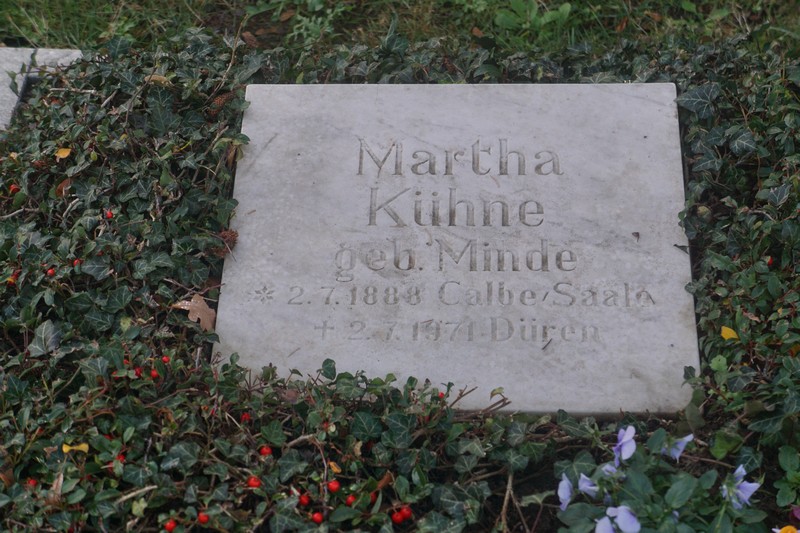 Martha
Kühne
geb. Minde
* 2.7.1888 Calbe/Saale
† 2.7.1971 Düren